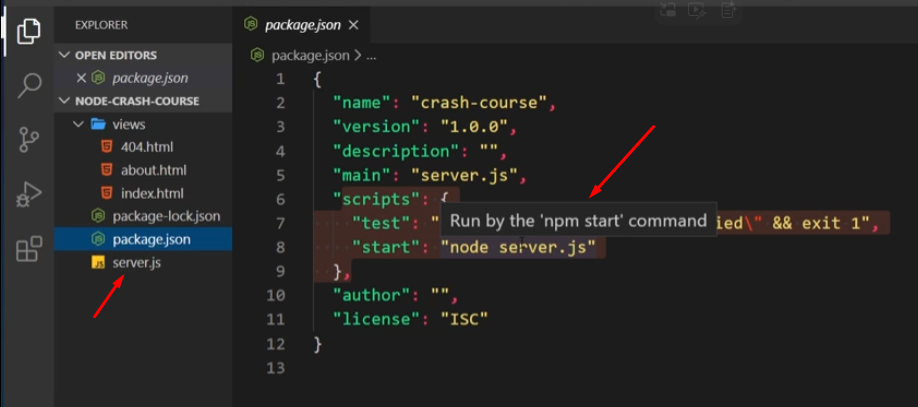 EXPLORER
OPEN EDITORS
package.json
NODE-CRASH-COURSE
views
404.html
about.html
index.html
package-lock.json
package.json
JS server.js
package.json
package.json > ...
1 {
2 "name": "crash-course",
3 "version": "1.0.0",
4 "description": "",
5 "main": "server.js",
6 "scripts": {
7 "test": " ied\" && exit 1",
Run by the 'npm start' command
8 "start": "node server.js"
9 },
10 "author": "",
11 "license": "ISC"
12 }
13